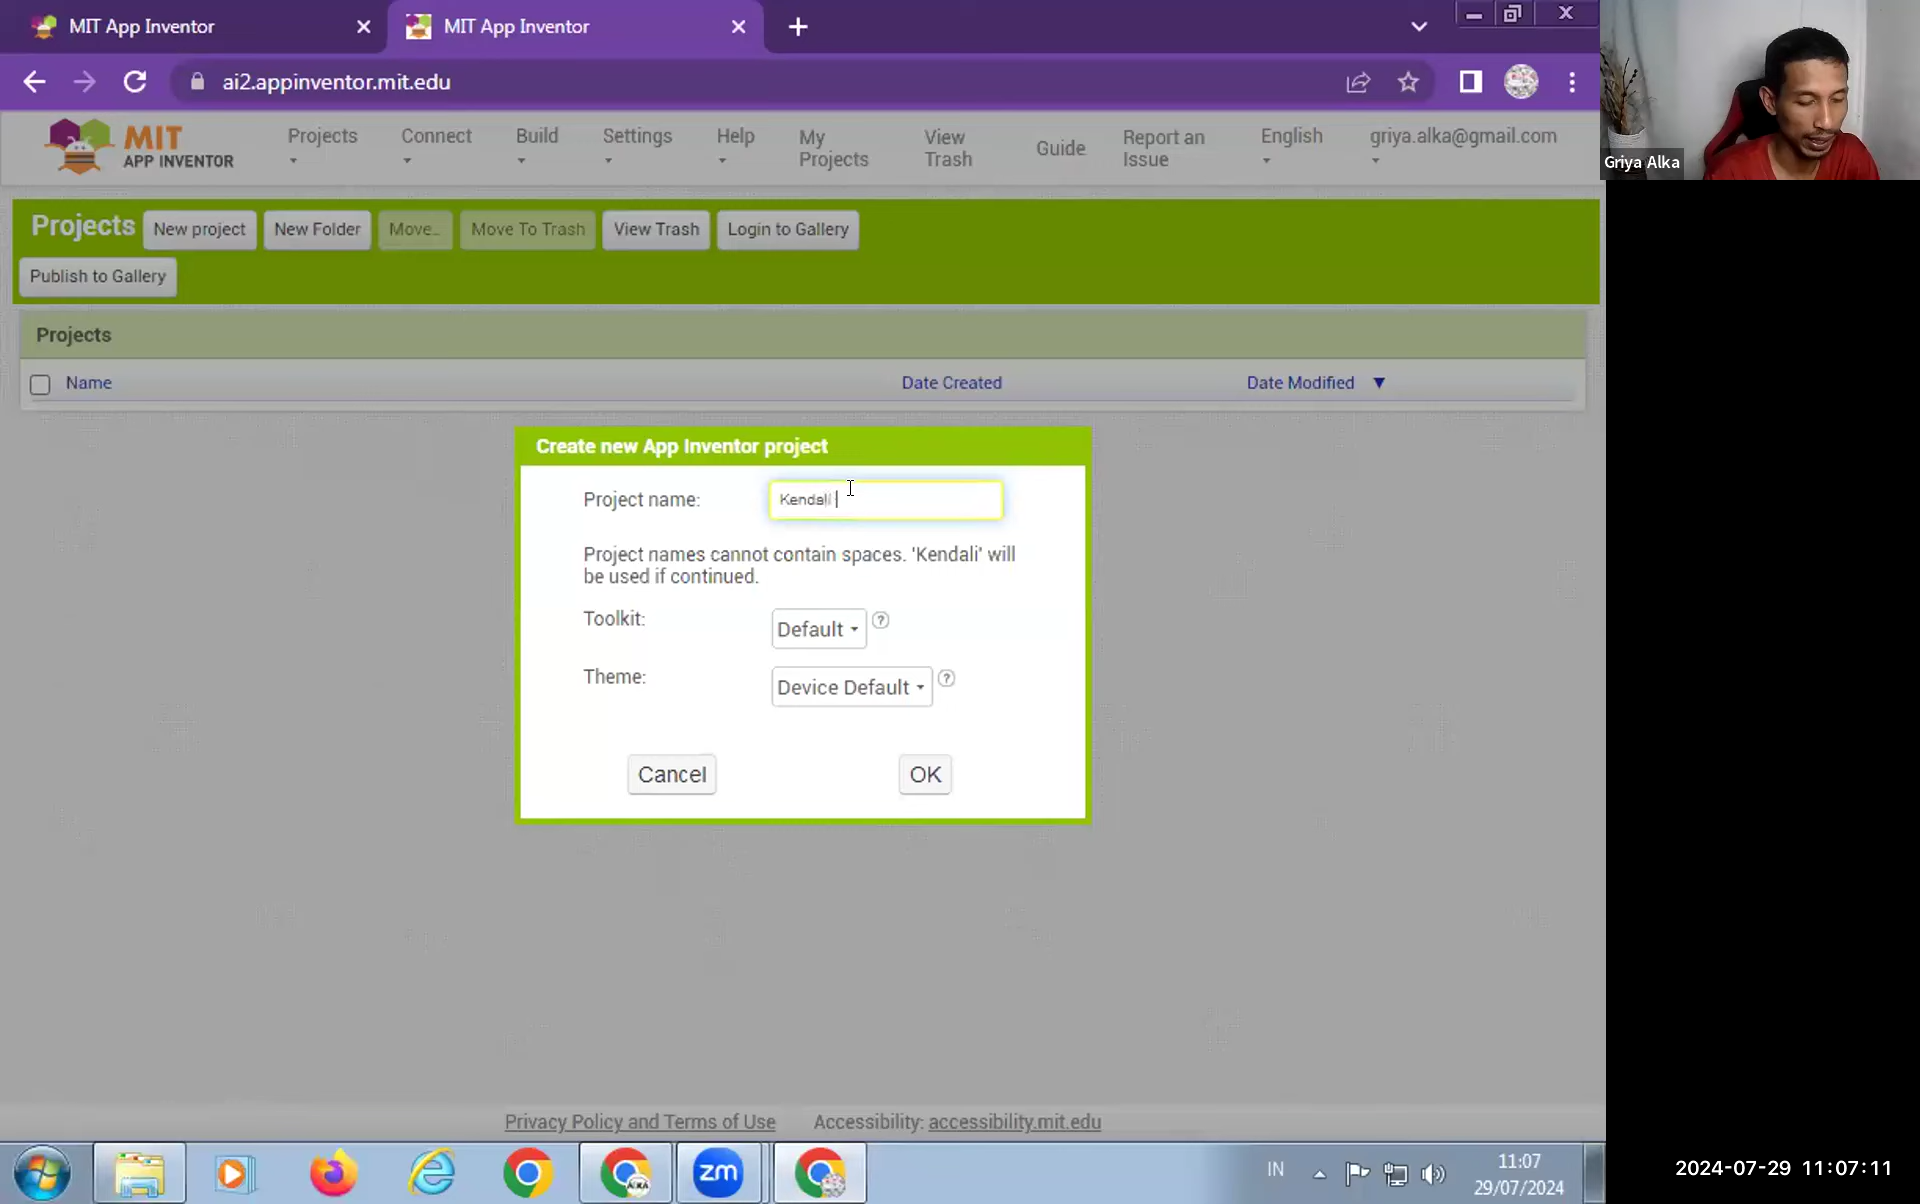 MIT App Inventor
MIT App Inventor
ai2.appinventor.mit.edu
MIT
APP INVENTOR
Projects
Connect
Build
Settings
Help
My
Projects
View
Trash
Guide
Report an
Issue
English
griya.alka@gmail.com
Griya Alka
Projects
New project
New Folder
Move..
Move To Trash
View Trash
Login to Gallery
Publish to Gallery
Projects
Name
Date Created
Date Modified
Create new App Inventor project
Project name:
Kendali
Project names cannot contain spaces. 'Kendali' will
be used if continued.
Toolkit:
Default
?
Theme:
Device Default
?
Cancel
OK
Privacy Policy and Terms of Use
Accessibility: accessibility.mit.edu
ALKA
zm
IN
11:07
29/07/2024
2024-07-29 11:07:11